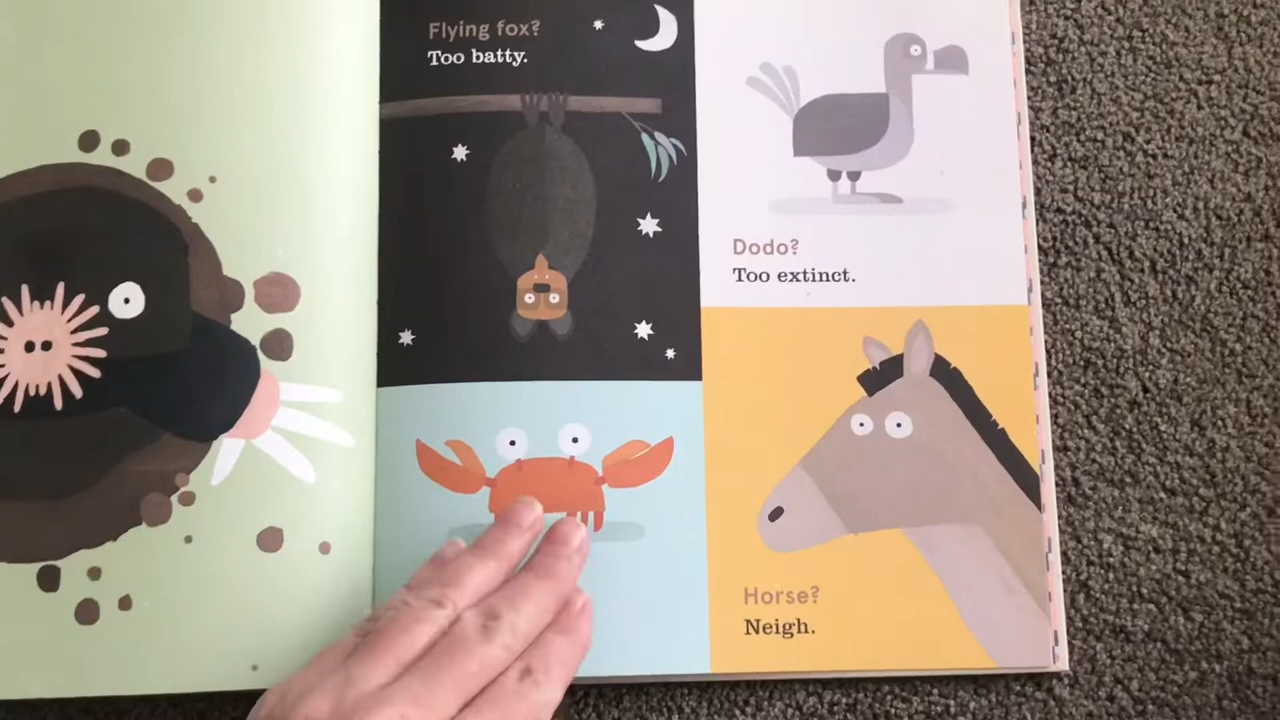 Flying fox?
Too batty.
Dodo?
Too extinct.
Horse?
Neigh.